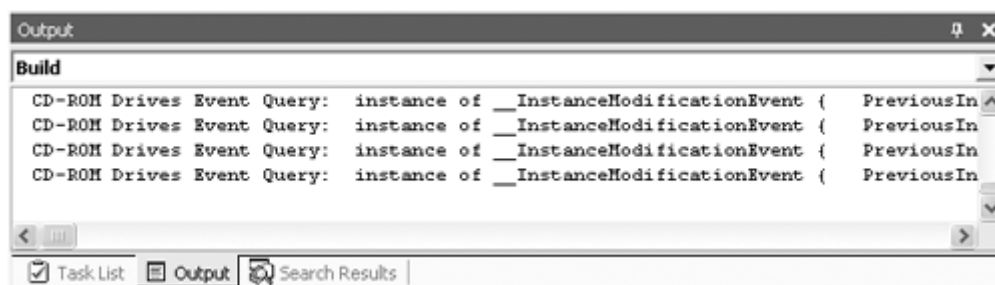 Output
Build
CD-ROM Drives Event Query: instance of __InstanceModificationEvent { PreviousIn
CD-ROM Drives Event Query: instance of __InstanceModificationEvent { PreviousIn
CD-ROM Drives Event Query: instance of __InstanceModificationEvent { PreviousIn
CD-ROM Drives Event Query: instance of __InstanceModificationEvent { PreviousIn
Task List Output Search Results